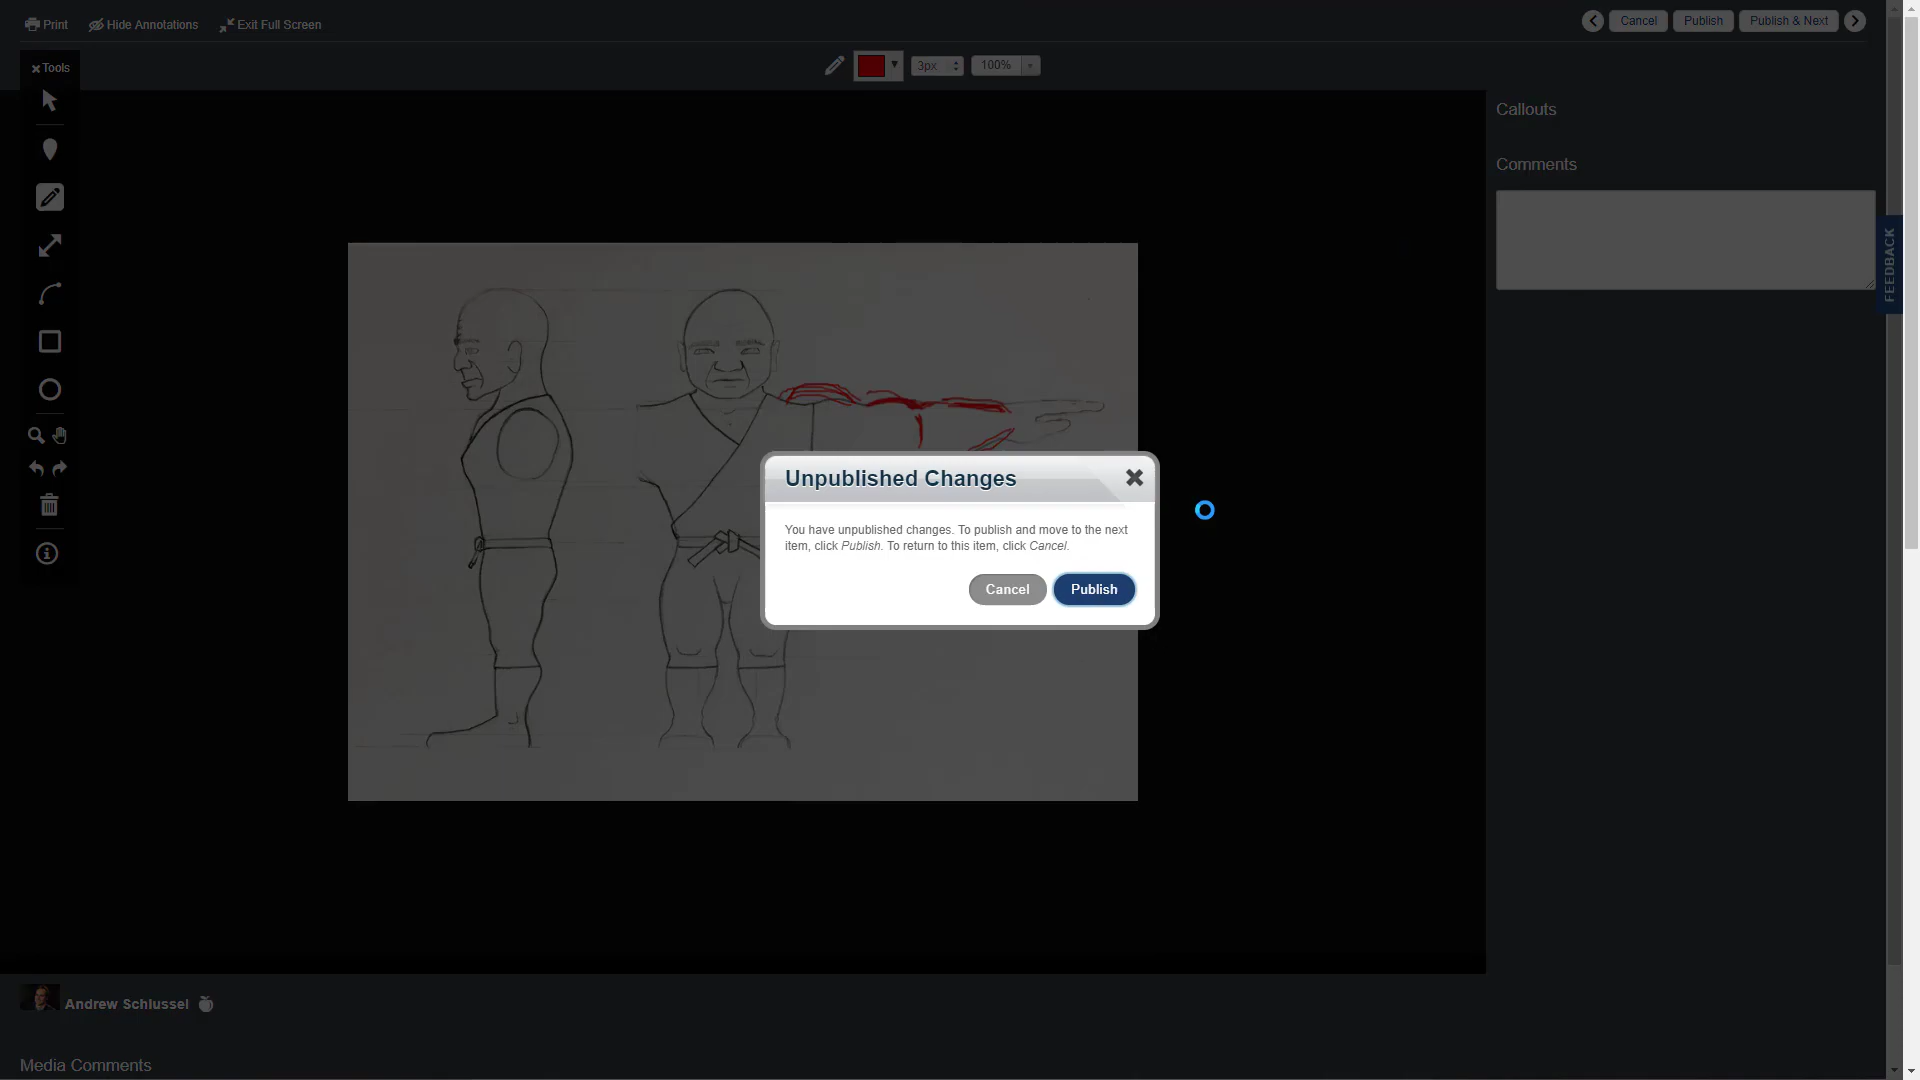 Print
Hide Annotations
Exit Full Screen
Cancel
Publish
Publish & Next
Tools
3px
100%
Callouts
Comments
FEEDBACK
Unpublished Changes
You have unpublished changes. To publish and move to the next
item, click Publish. To return to this item, click Cancel.
Cancel
Publish
Andrew Schlussel
Media Comments